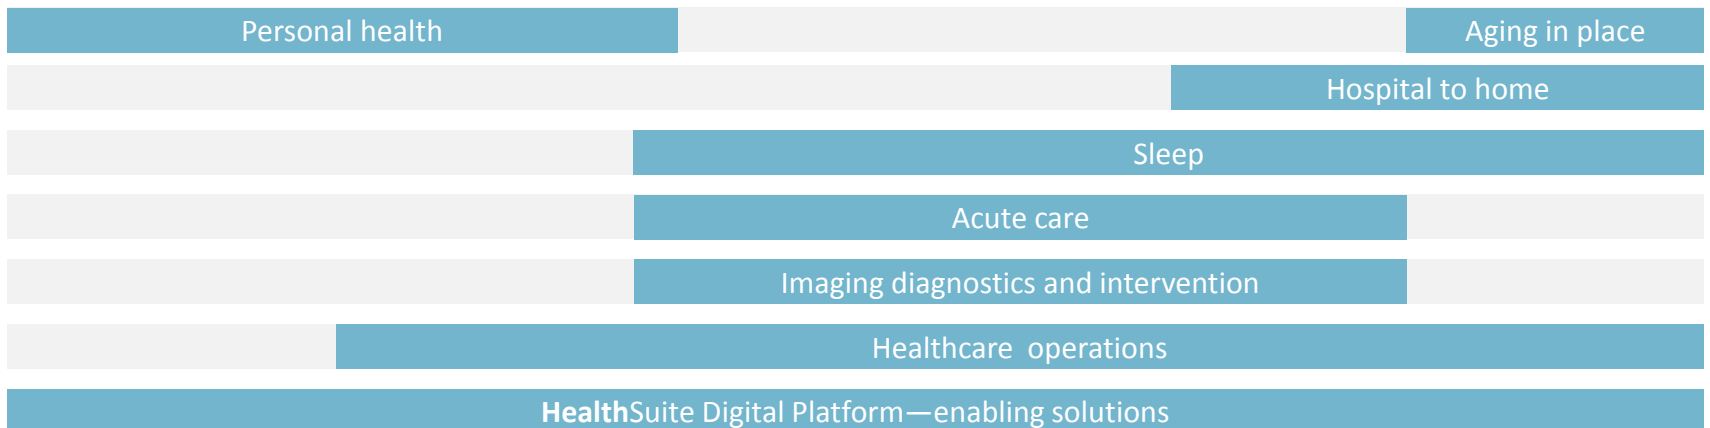 Personal health
Aging in place
Hospital to home
Sleep
Acute care
Imaging diagnostics and intervention
Healthcare  operations
HealthSuite Digital Platform—enabling solutions